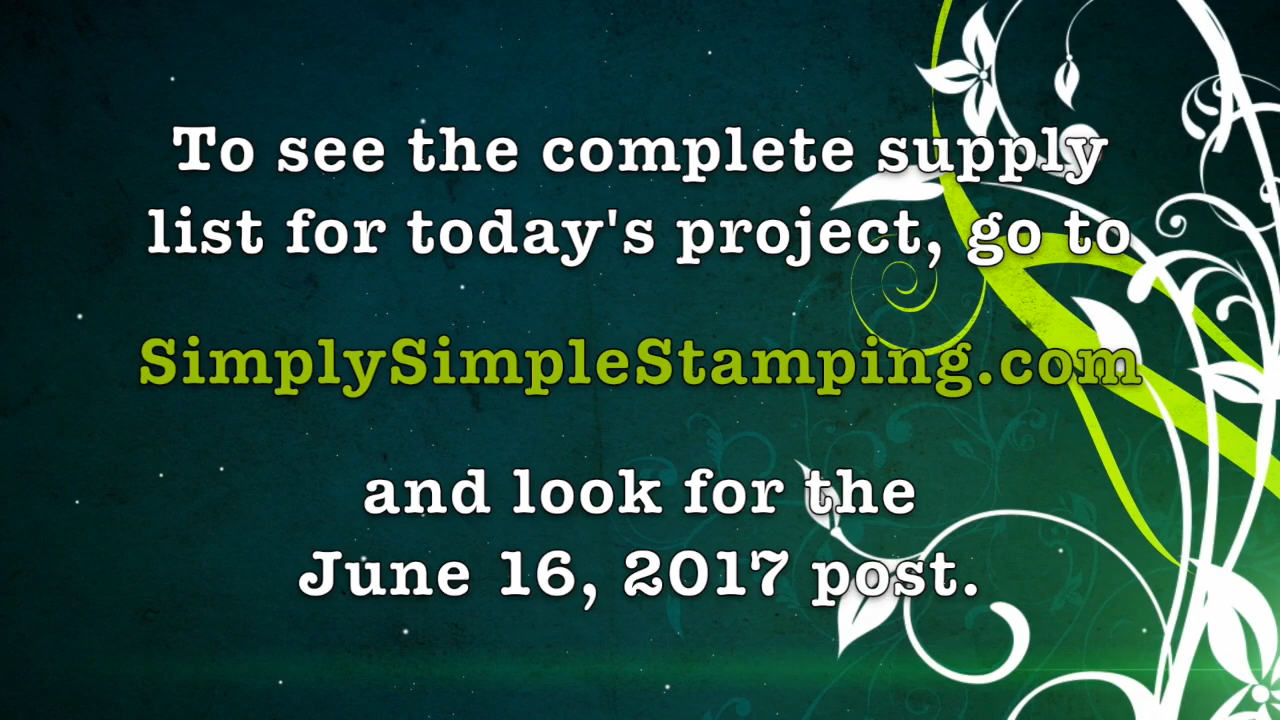 To see the complete supply
list for today's project, go to
SimplySimpleStamping.com
and look for the
June 16, 2017 post.